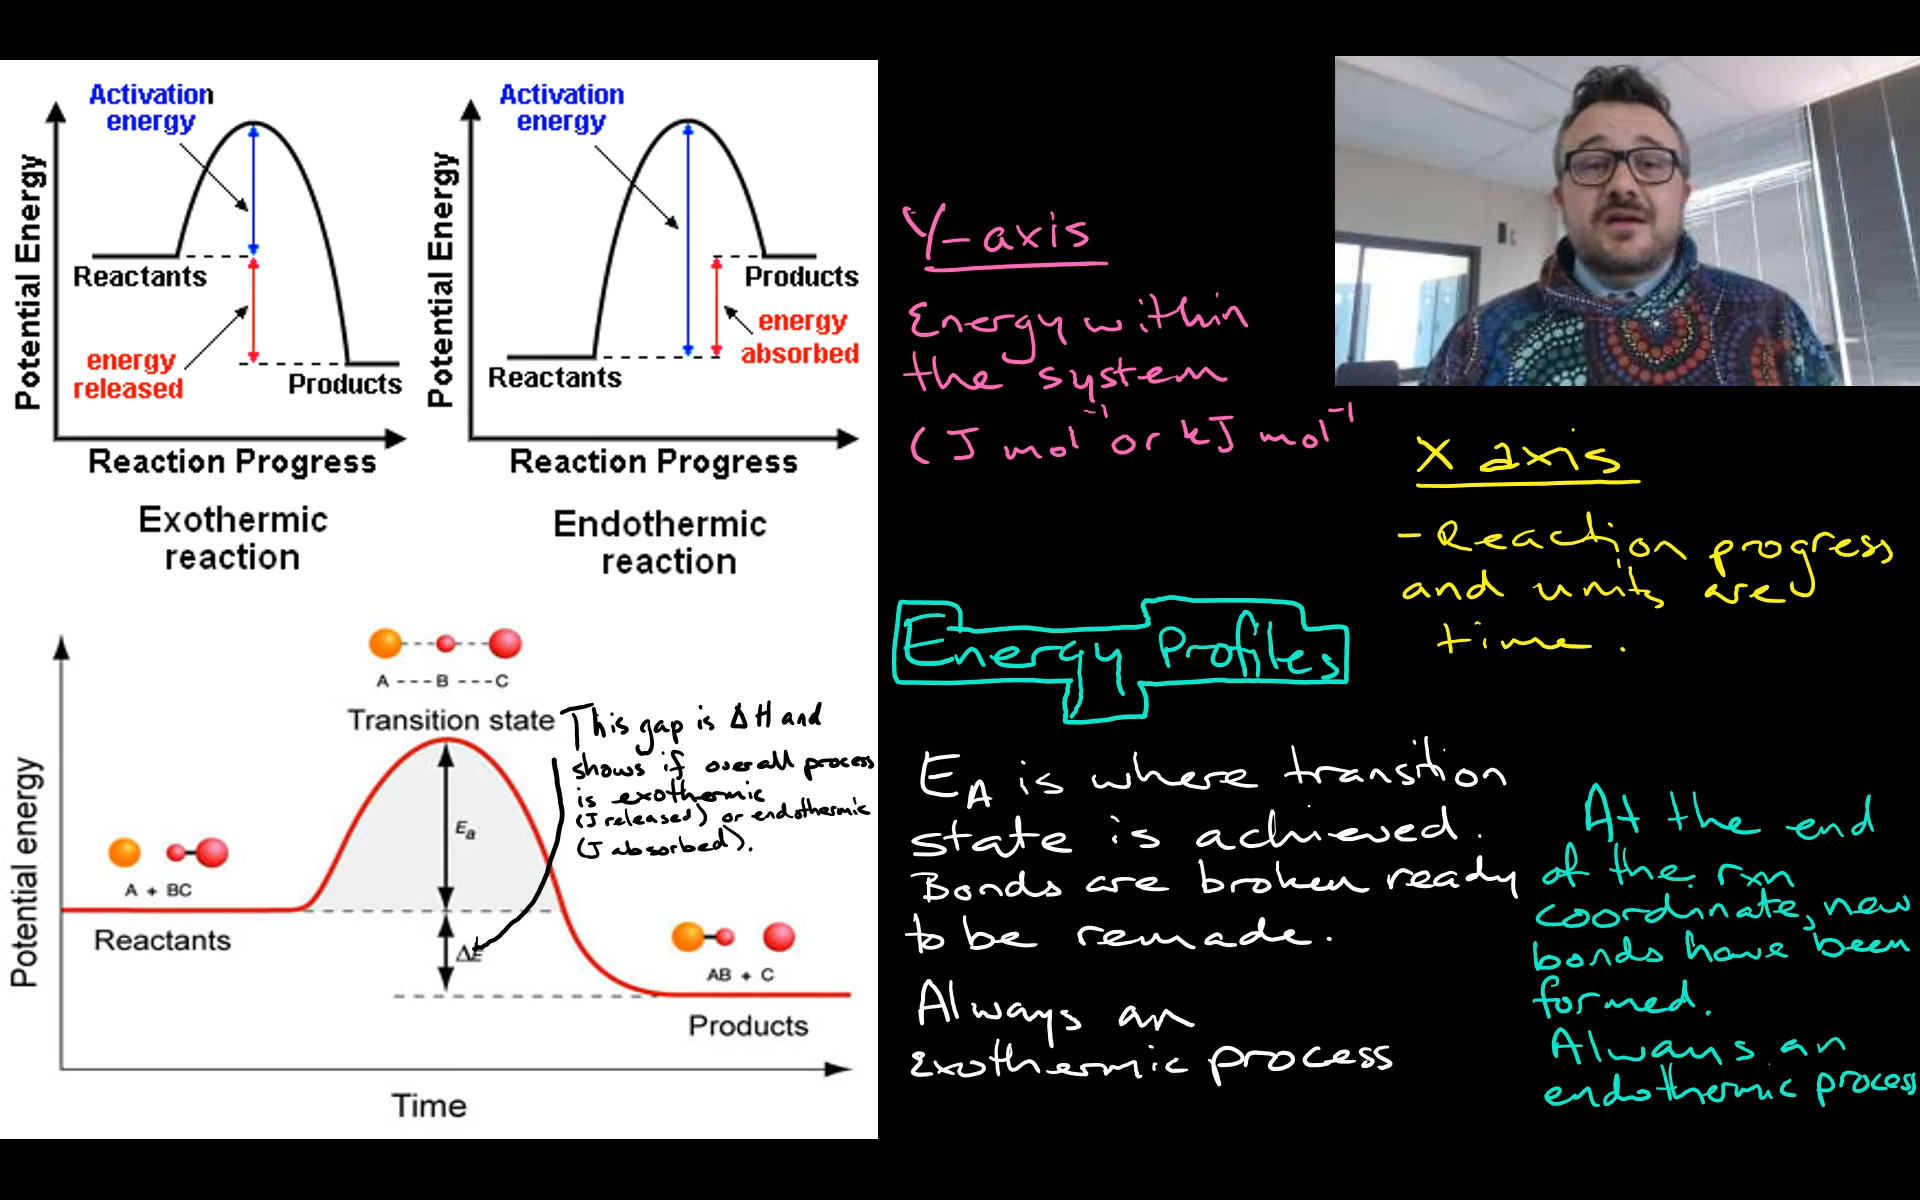 Activation
energy
Potential Energy
Reactants
energy
released
Products
Reaction Progress
Exothermic
reaction
Activation
energy
Potential Energy
Products
energy
absorbed
Reactants
Reaction Progress
Endothermic
reaction
A ---B ---C
Transition state
Potential energy
Ea
A + BC
Reactants
ΔE
AB + C
Products
Time
This gap is ΔH and
shows if overall process
is exothermic
(J released) or endothermic
(J absorbed).
Y-axis
Energy within
the system
(J mol⁻¹ or kJ mol⁻¹
X axis
- Reaction progress
and units are
time.
Energy Profiles
EA is where transition
state is achieved.
Bonds are broken ready
to be remade.
Always an
Exothermic process
At the end
of the rxn
coordinate, new
bonds have been
formed.
Always an
endothermic process